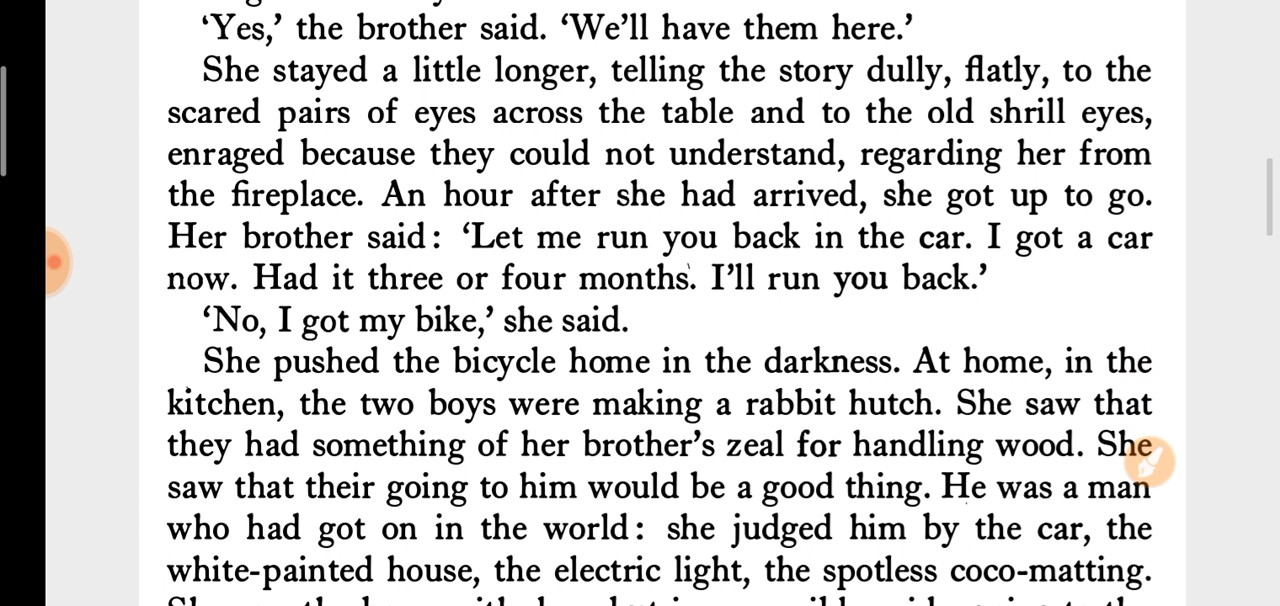 ‘Yes,’ the brother said. ‘We’ll have them here.’
She stayed a little longer, telling the story dully, flatly, to the
scared pairs of eyes across the table and to the old shrill eyes,
enraged because they could not understand, regarding her from
the fireplace. An hour after she had arrived, she got up to go.
Her brother said: ‘Let me run you back in the car. I got a car
now. Had it three or four months. I’ll run you back.’
‘No, I got my bike,’ she said.
She pushed the bicycle home in the darkness. At home, in the
kitchen, the two boys were making a rabbit hutch. She saw that
they had something of her brother’s zeal for handling wood. She
saw that their going to him would be a good thing. He was a man
who had got on in the world: she judged him by the car, the
white-painted house, the electric light, the spotless coco-matting.